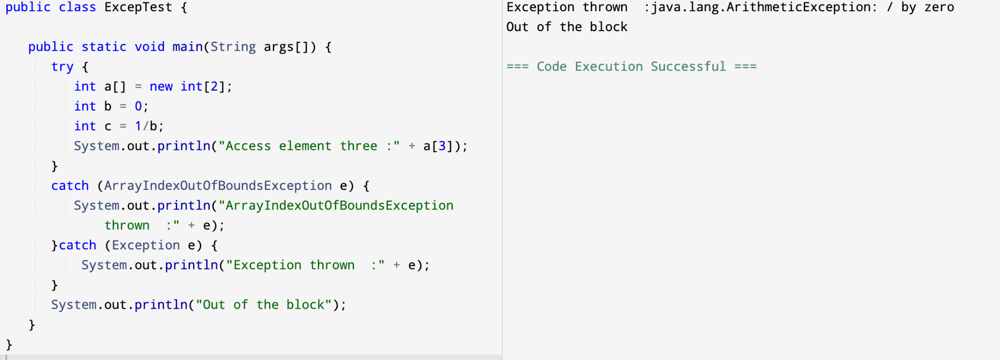 public class ExcepTest {
public static void main(String args[]) {
try {
int a[] = new int[2];
int b = 0;
int c = 1/b;
System.out.println("Access element three :" + a[3]);
}
catch (ArrayIndexOutOfBoundsException e) {
System.out.println("ArrayIndexOutOfBoundsException
thrown  :" + e);
}catch (Exception e) {
System.out.println("Exception thrown  :" + e);
}
System.out.println("Out of the block");
}
}
Exception thrown  :java.lang.ArithmeticException: / by zero
Out of the block
=== Code Execution Successful ===